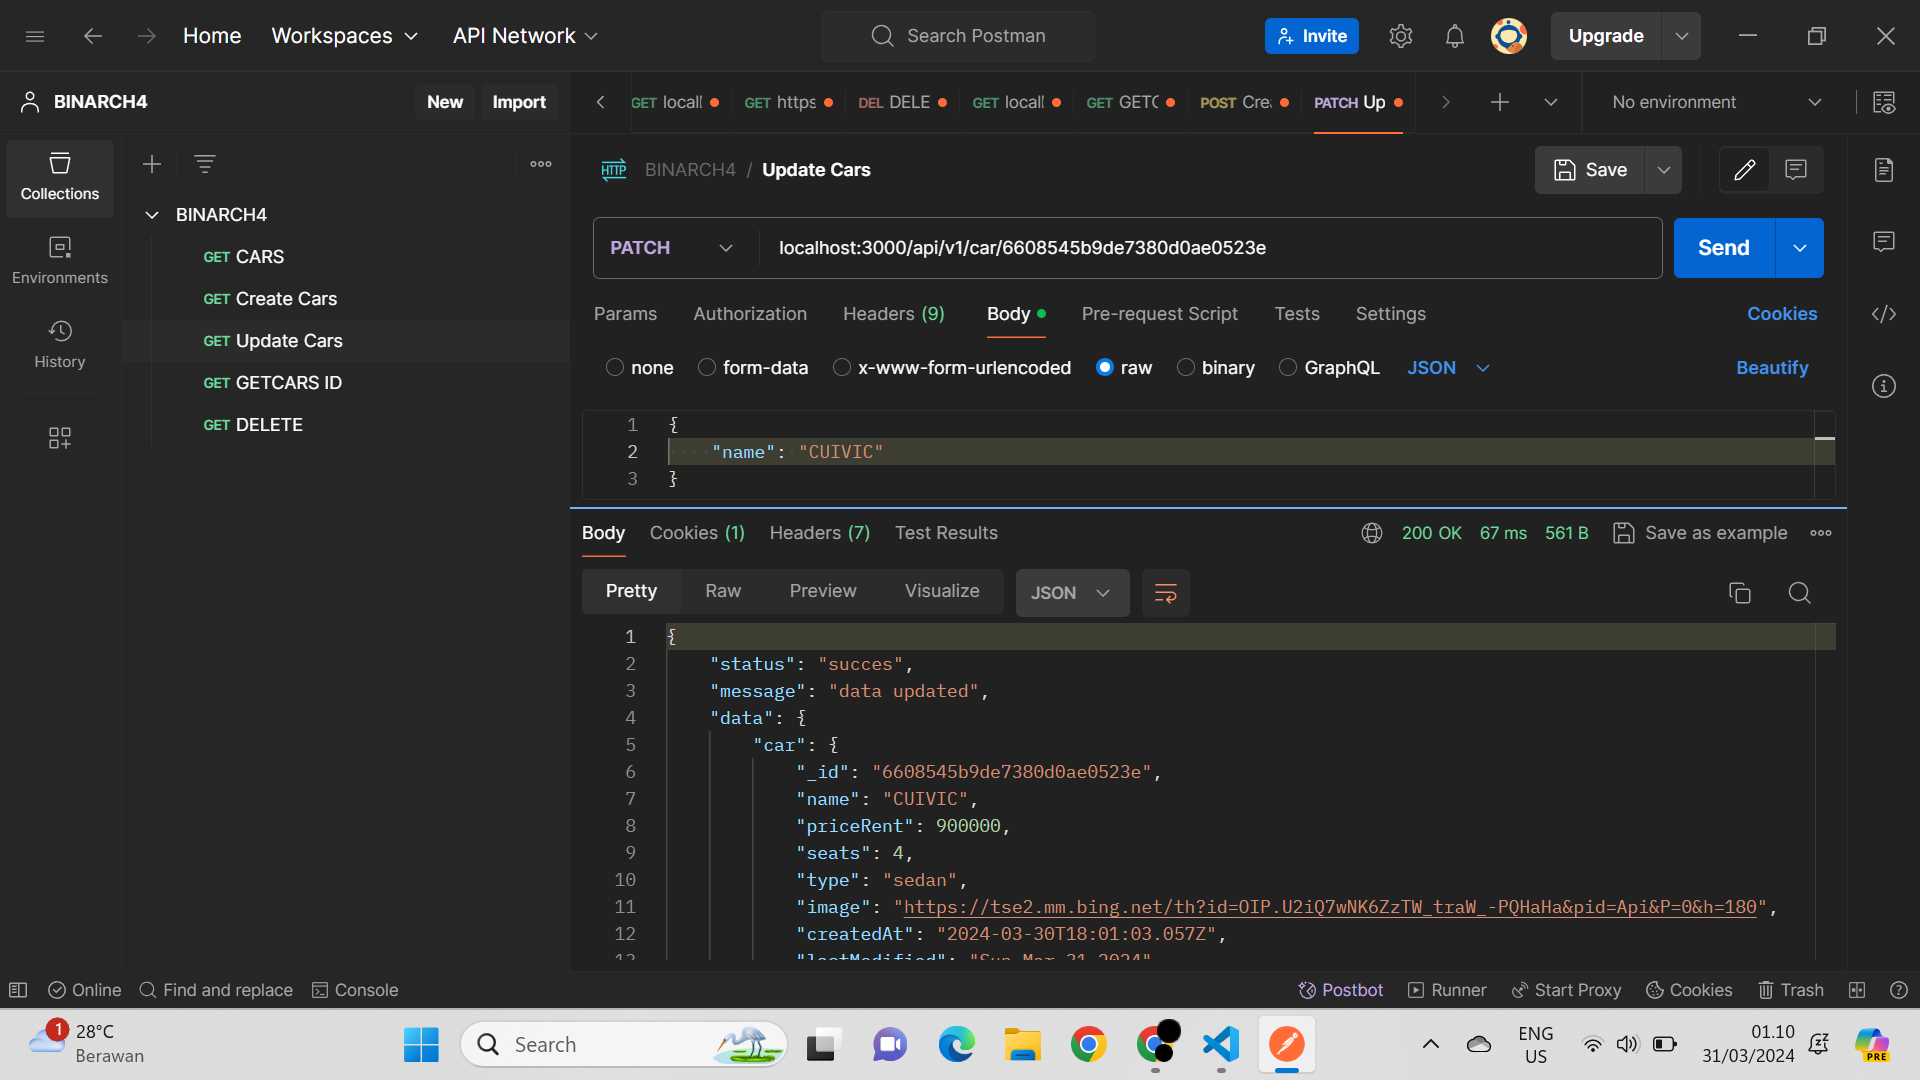 Home Workspaces API Network Search Postman Invite Upgrade
BINARCH4 New Import
GET locall GET https DEL DELE GET locall GET GETC POST Cre PATCH Up No environment
Collections
Environments
History
BINARCH4
GET CARS
GET Create Cars
GET Update Cars
GET GETCARS ID
GET DELETE
HTTP BINARCH4 / Update Cars Save
PATCH localhost:3000/api/v1/car/6608545b9de7380d0ae0523e Send
Params Authorization Headers (9) Body Pre-request Script Tests Settings Cookies
none form-data x-www-form-urlencoded raw binary GraphQL JSON Beautify
1 {
2 "name": "CUIVIC"
3 }
Body Cookies (1) Headers (7) Test Results 200 OK 67 ms 561 B Save as example
Pretty Raw Preview Visualize JSON
1 {
2 "status": "succes",
3 "message": "data updated",
4 "data": {
5 "car": {
6 "_id": "6608545b9de7380d0ae0523e",
7 "name": "CUIVIC",
8 "priceRent": 900000,
9 "seats": 4,
10 "type": "sedan",
11 "image": "https://tse2.mm.bing.net/th?id=OIP.U2iQ7wNK6ZzTW_traW_-PQHaHa&pid=Api&P=0&h=180",
12 "createdAt": "2024-03-30T18:01:03.057Z",
13 "lastModified": "Sun Mar 31 2024"
Online Find and replace Console Postbot Runner Start Proxy Cookies Trash
1 28°C
Berawan
Search
ENG
US
01.10
31/03/2024
PRE